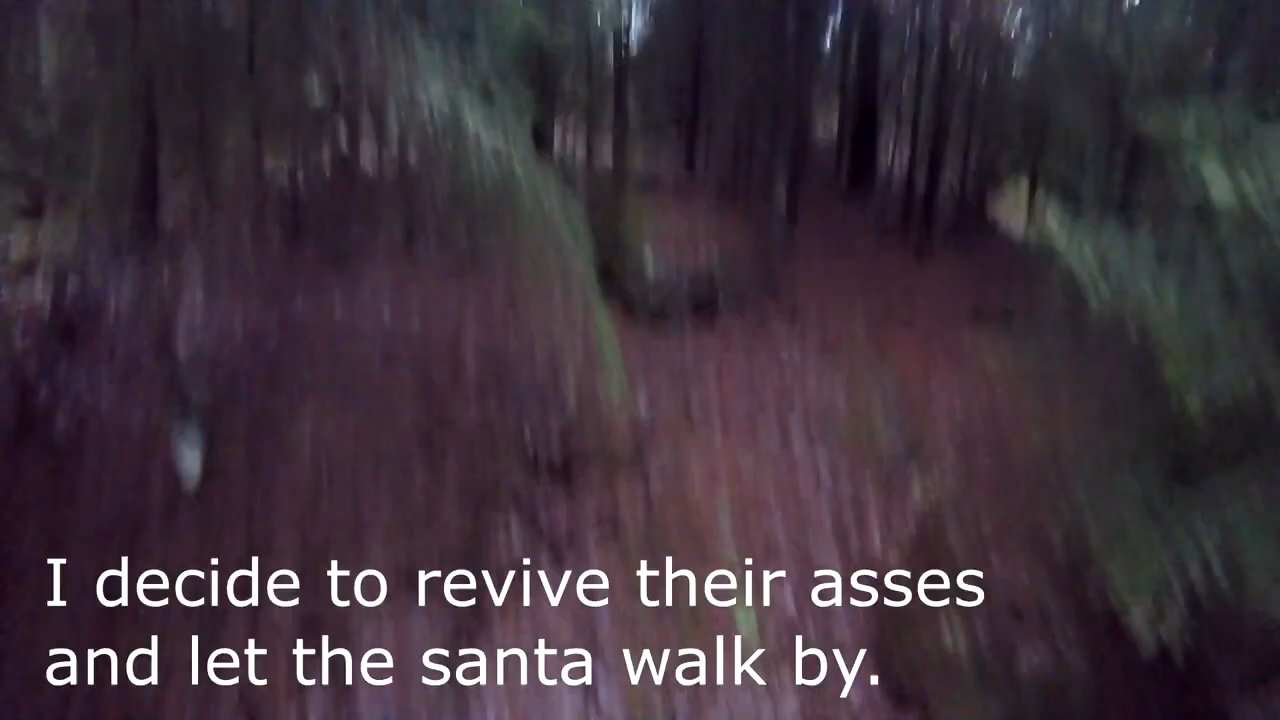 I decide to revive their asses
and let the santa walk by.